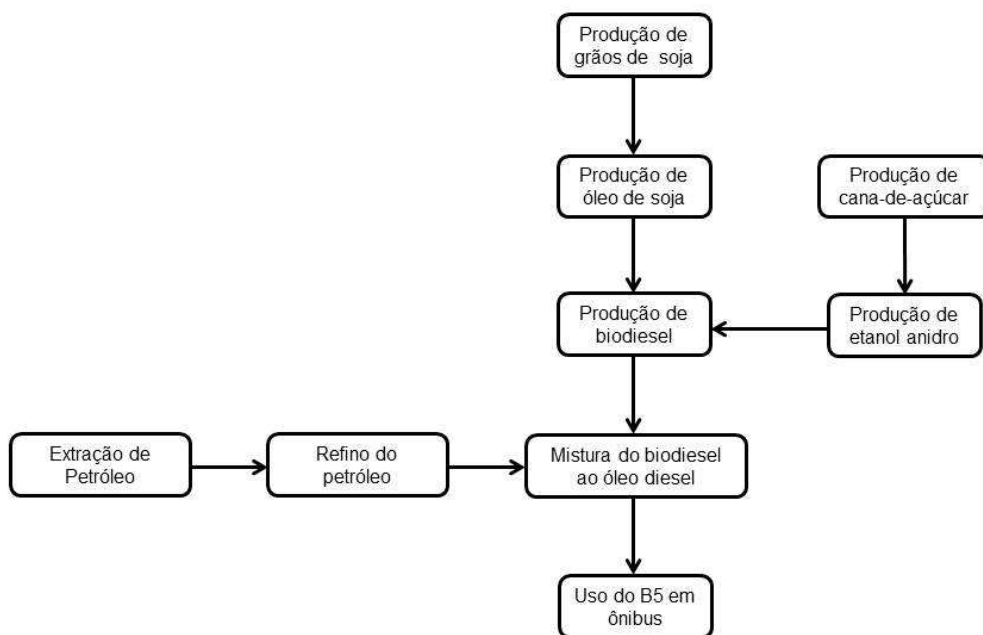 Produção de
grãos de soja
Produção de
óleo de soja
Produção de
cana-de-açúcar
Produção de
biodiesel
Produção de
etanol anidro
Extração de
Petróleo
Refino do
petróleo
Mistura do biodiesel
ao óleo diesel
Uso do B5 em
ônibus